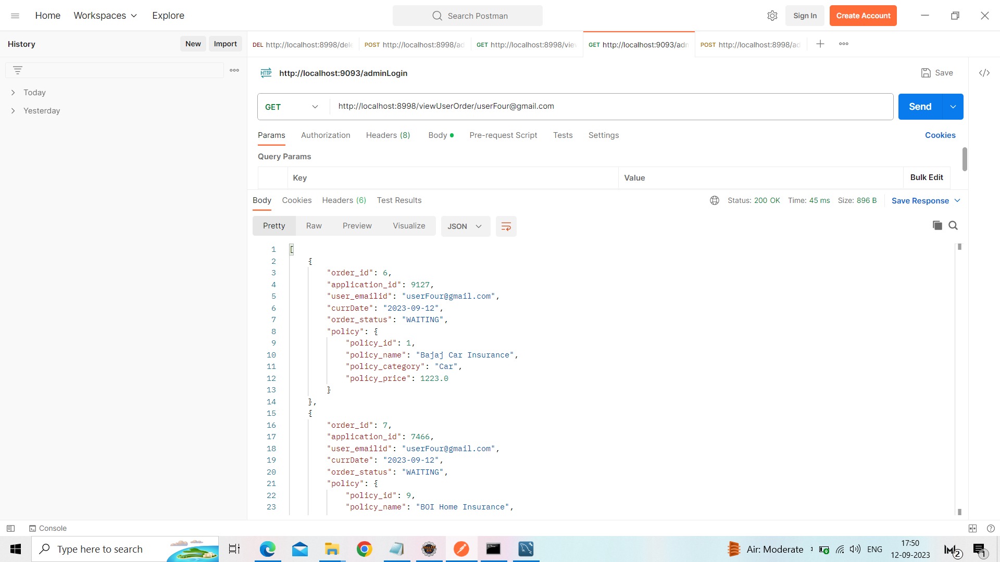 Home Workspaces Explore Search Postman Sign In Create Account
History New Import
DEL http://localhost:8998/dele POST http://localhost:8998/ad GET http://localhost:8998/view GET http://localhost:9093/adm POST http://localhost:8998/ad
HTTP http://localhost:9093/adminLogin Save </>
Today
Yesterday
GET http://localhost:8998/viewUserOrder/userFour@gmail.com Send
Params Authorization Headers (8) Body Pre-request Script Tests Settings Cookies
Query Params
Key Value Bulk Edit
Body Cookies Headers (6) Test Results Status: 200 OK Time: 45 ms Size: 896 B Save Response
Pretty Raw Preview Visualize JSON
1 [
2 {
3 "order_id": 6,
4 "application_id": 9127,
5 "user_emailid": "userFour@gmail.com",
6 "currDate": "2023-09-12",
7 "order_status": "WAITING",
8 "policy": {
9 "policy_id": 1,
10 "policy_name": "Bajaj Car Insurance",
11 "policy_category": "Car",
12 "policy_price": 1223.0
13 }
14 },
15 {
16 "order_id": 7,
17 "application_id": 7466,
18 "user_emailid": "userFour@gmail.com",
19 "currDate": "2023-09-12",
20 "order_status": "WAITING",
21 "policy": {
22 "policy_id": 9,
23 "policy_name": "BOI Home Insurance",
Console
Type here to search Air: Moderate ENG 17:50 2 1
12-09-2023